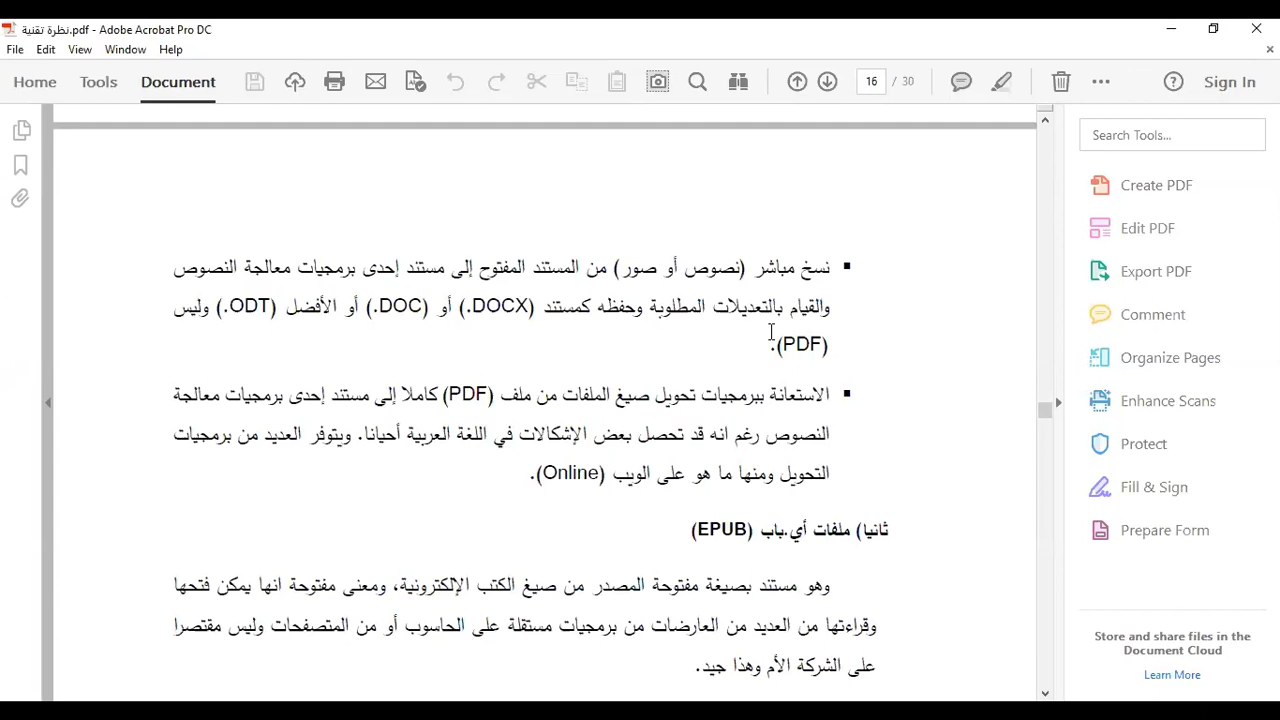 نظرة تقنية.pdf - Adobe Acrobat Pro DC
File Edit View Window Help
Home Tools Document 16 / 30 Sign In
Search Tools...
Create PDF
Edit PDF
Export PDF
Comment
Organize Pages
Enhance Scans
Protect
Fill & Sign
Prepare Form
Store and share files in the
Document Cloud
Learn More
▪ نسخ مباشر (نصوص أو صور) من المستند المفتوح إلى مستند إحدى برمجيات معالجة النصوص
والقيام بالتعديلات المطلوبة وحفظه كمستند (DOCX.) أو (DOC.) أو الأفضل (ODT.) وليس
(PDF).
▪ الاستعانة ببرمجيات تحويل صيغ الملفات من ملف (PDF) كاملا إلى مستند إحدى برمجيات معالجة
النصوص رغم انه قد تحصل بعض الإشكالات في اللغة العربية أحيانا. ويتوفر العديد من برمجيات
التحويل ومنها ما هو على الويب (Online).
ثانيا) ملفات أي.باب (EPUB)
وهو مستند بصيغة مفتوحة المصدر من صيغ الكتب الإلكترونية، ومعنى مفتوحة انها يمكن فتحها
وقراءتها من العديد من العارضات من برمجيات مستقلة على الحاسوب أو من المتصفحات وليس مقتصرا
على الشركة الأم وهذا جيد.